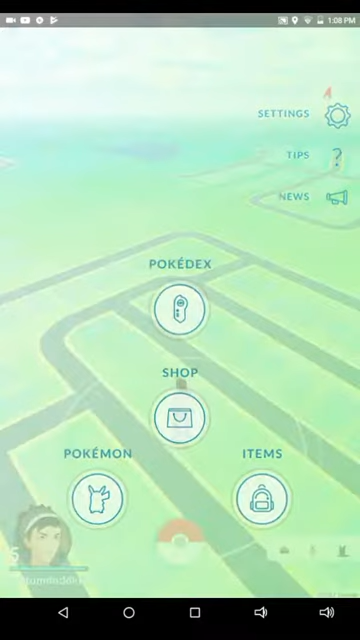 1:08 PM
SETTINGS
TIPS
?
NEWS
POKÉDEX
SHOP
POKÉMON
ITEMS
5